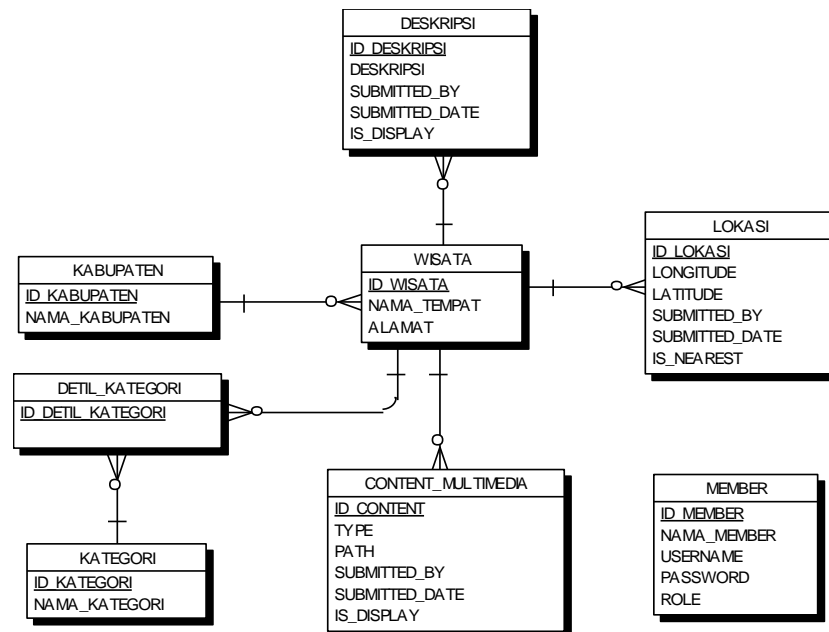 DESKRIPSI
ID_DESKRIPSI
DESKRIPSI
SUBMITTED_BY
SUBMITTED_DATE
IS_DISPLAY
KABUPATEN
ID_KABUPATEN
NAMA_KABUPATEN
WISATA
ID_WISATA
NAMA_TEMPAT
ALAMAT
LOKASI
ID_LOKASI
LONGITUDE
LATITUDE
SUBMITTED_BY
SUBMITTED_DATE
IS_NEAREST
DETIL_KATEGORI
ID_DETIL_KATEGORI
KATEGORI
ID_KATEGORI
NAMA_KATEGORI
CONTENT_MULTIMEDIA
ID_CONTENT
TYPE
PATH
SUBMITTED_BY
SUBMITTED_DATE
IS_DISPLAY
MEMBER
ID_MEMBER
NAMA_MEMBER
USERNAME
PASSWORD
ROLE